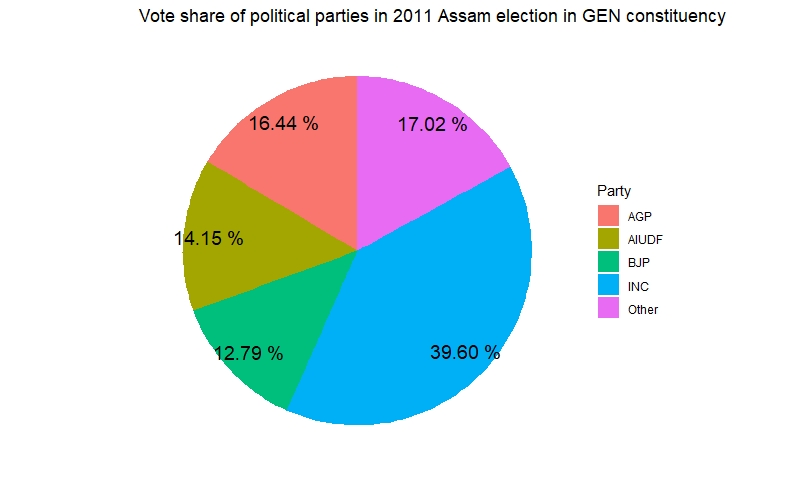 Vote share of political parties in 2011 Assam election in GEN constituency
16.44 %
17.02 %
14.15 %
12.79 %
39.60 %
Party
AGP
AIUDF
BJP
INC
Other